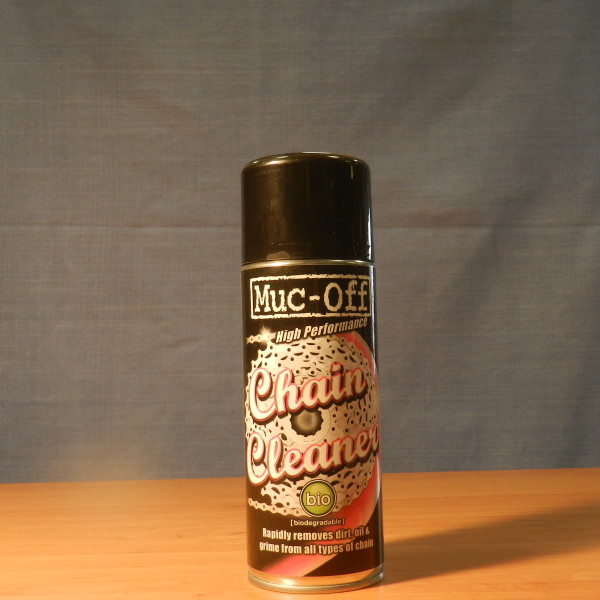 Muc-Off
High Performance
Chain
Cleaner
bio
[biodegradable]
Rapidly removes dirt, oil &
grime from all types of chain